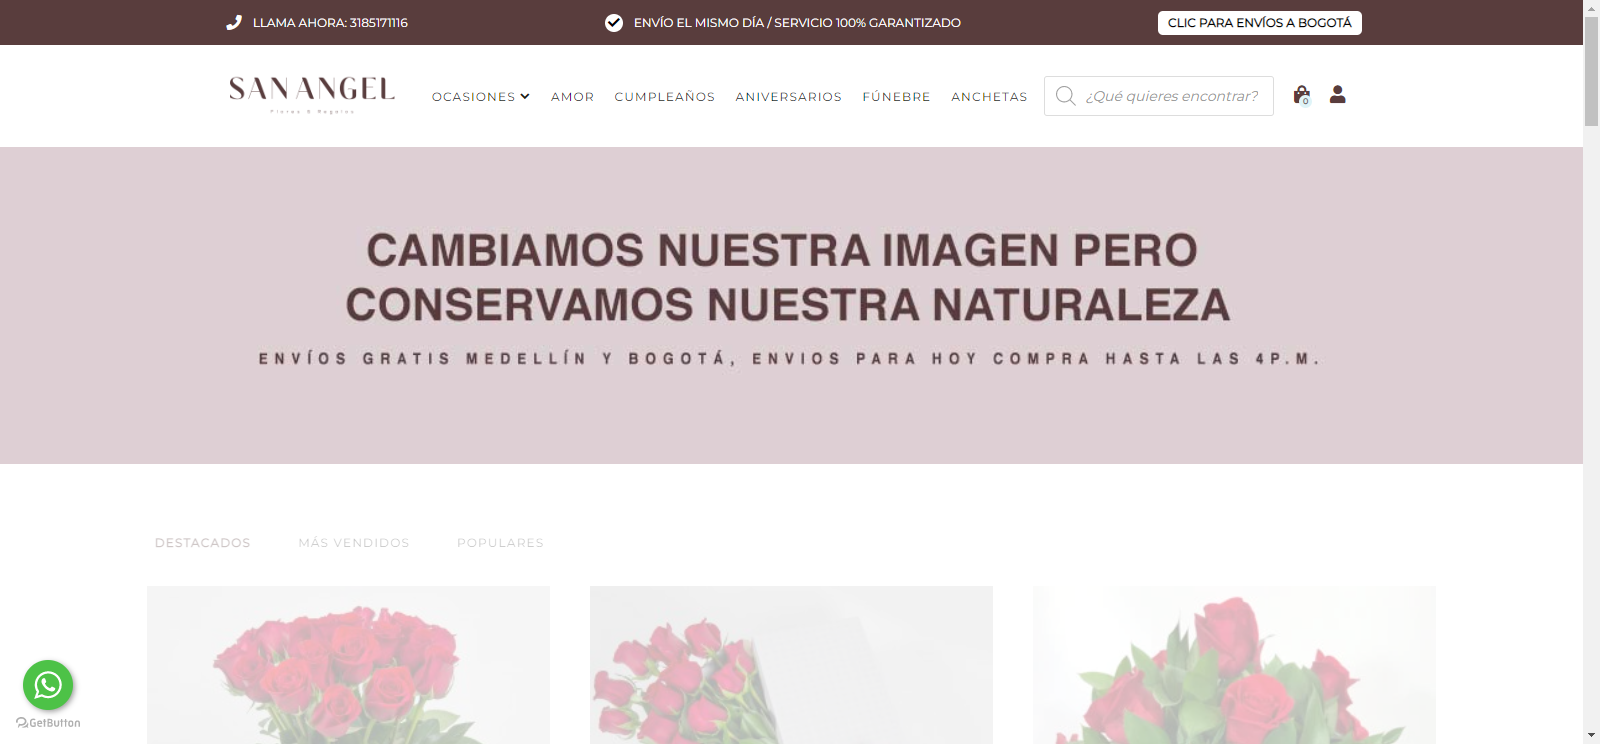 LLAMA AHORA: 3185171116
ENVÍO EL MISMO DÍA / SERVICIO 100% GARANTIZADO
CLIC PARA ENVÍOS A BOGOTÁ
SAN ANGEL
Flores & Regalos
OCASIONES
AMOR
CUMPLEAÑOS
ANIVERSARIOS
FÚNEBRE
ANCHETAS
¿Qué quieres encontrar?
0
CAMBIAMOS NUESTRA IMAGEN PERO
CONSERVAMOS NUESTRA NATURALEZA
ENVÍOS GRATIS MEDELLÍN Y BOGOTÁ, ENVIOS PARA HOY COMPRA HASTA LAS 4P.M.
DESTACADOS
MÁS VENDIDOS
POPULARES
GetButton